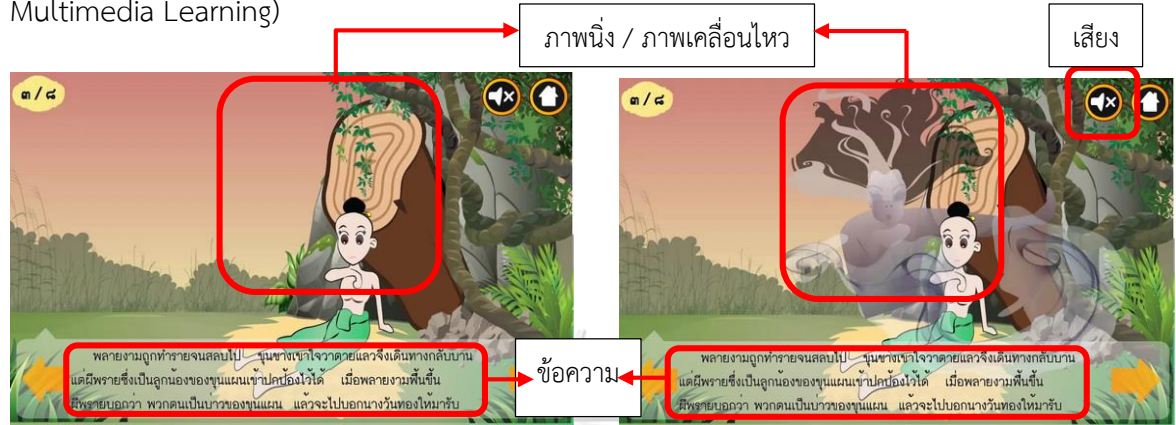 Multimedia Learning)
ภาพนิ่ง / ภาพเคลื่อนไหว
เสียง
๓ / ๘
๓ / ๘
พลายงามถูกทำร้ายจนสลบไป ขุนช้างเข้าใจว่าตายแล้วจึงเดินทางกลับบ้าน
แต่ผีพรายซึ่งเป็นลูกน้องของขุนแผนเข้าปกป้องไว้ได้ เมื่อพลายงามฟื้นขึ้น
ผีพรายบอกว่า พวกตนเป็นบ่าวของขุนแผน แล้วจะไปบอกนางวันทองให้มารับ
ข้อความ
พลายงามถูกทำร้ายจนสลบไป ขุนช้างเข้าใจว่าตายแล้วจึงเดินทางกลับบ้าน
แต่ผีพรายซึ่งเป็นลูกน้องของขุนแผนเข้าปกป้องไว้ได้ เมื่อพลายงามฟื้นขึ้น
ผีพรายบอกว่า พวกตนเป็นบ่าวของขุนแผน แล้วจะไปบอกนางวันทองให้มารับ